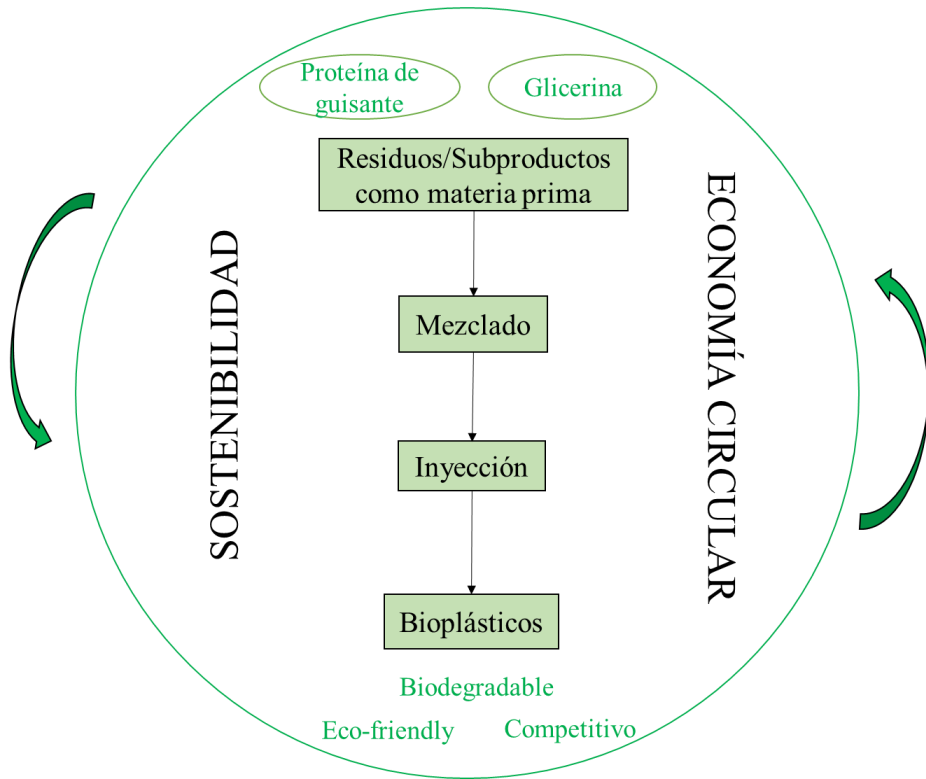 Proteína de
guisante
Glicerina
Residuos/Subproductos
como materia prima
SOSTENIBILIDAD
ECONOMÍA CIRCULAR
Mezclado
Inyección
Bioplásticos
Biodegradable
Eco-friendly
Competitivo